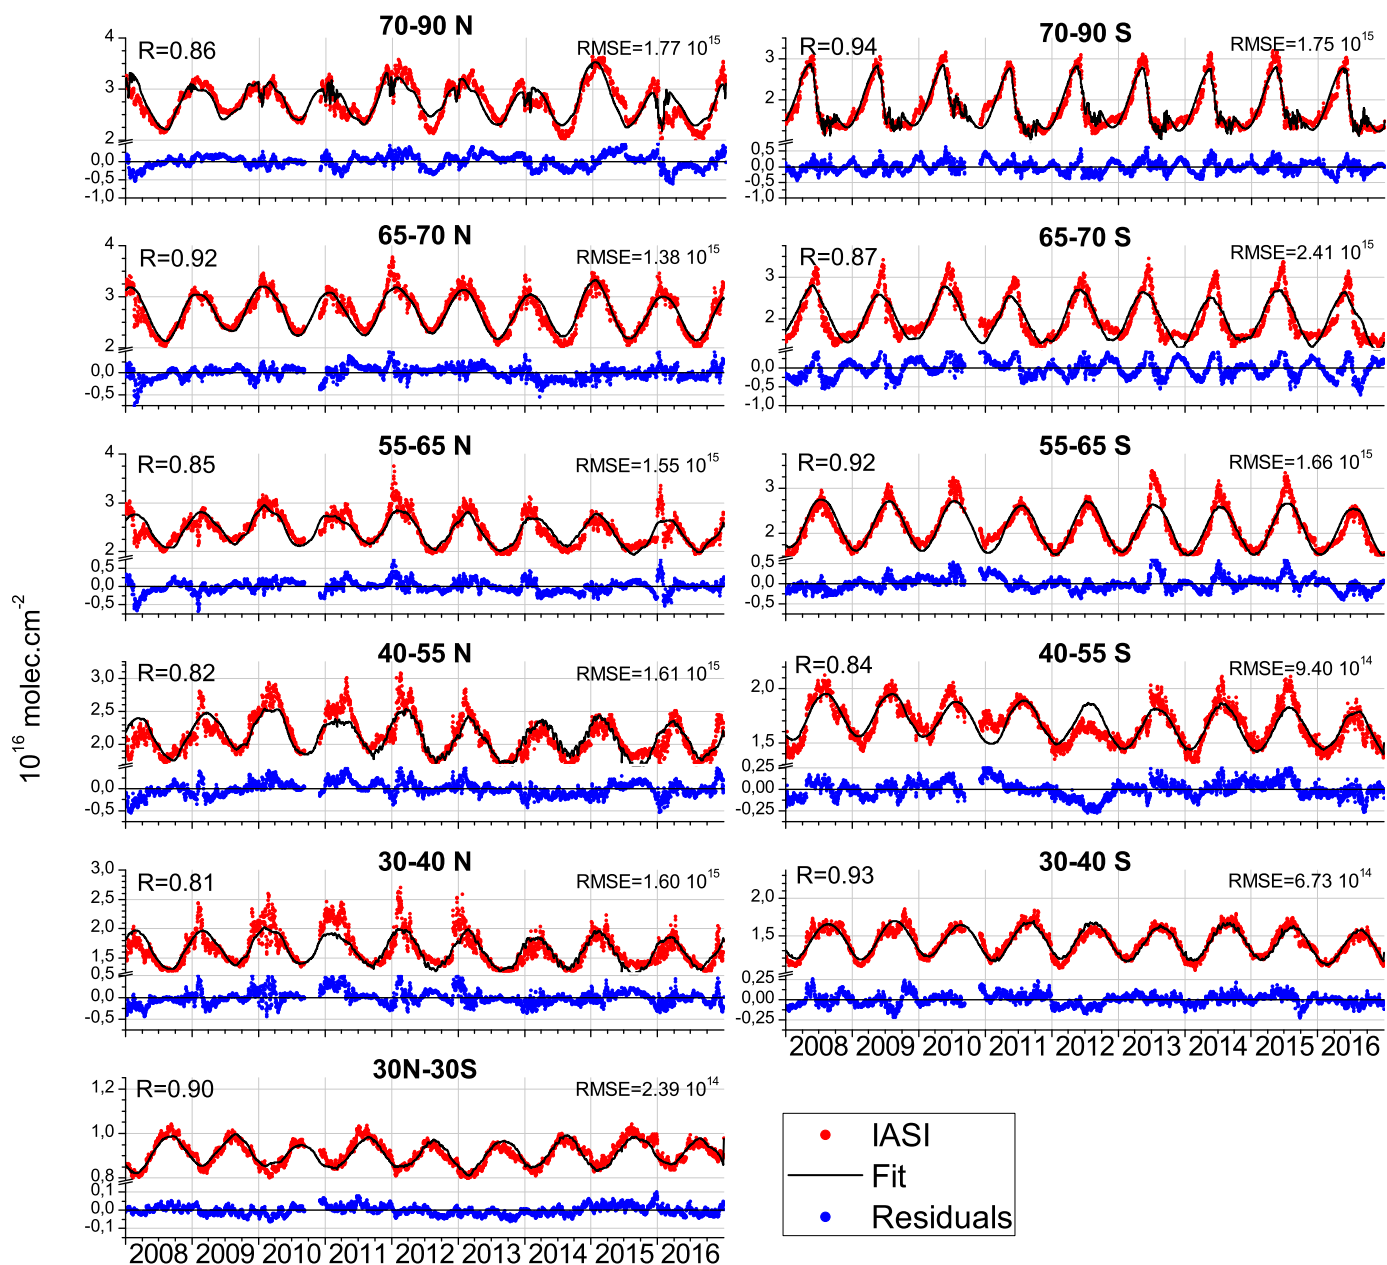 70-90 N
R=0.86
RMSE=1.77 10^15
4
3
2
0,0
-0,5
-1,0
70-90 S
R=0.94
RMSE=1.75 10^15
3
2
0,5
0,0
-0,5
-1,0
65-70 N
R=0.92
RMSE=1.38 10^15
4
3
2
0,0
-0,5
65-70 S
R=0.87
RMSE=2.41 10^15
3
2
0,0
-0,5
-1,0
55-65 N
R=0.85
RMSE=1.55 10^15
4
3
2
0,5
0,0
-0,5
55-65 S
R=0.92
RMSE=1.66 10^15
3
2
0,5
0,0
-0,5
10^16 molec.cm^-2
40-55 N
R=0.82
RMSE=1.61 10^15
3,0
2,5
2,0
0,0
-0,5
40-55 S
R=0.84
RMSE=9.40 10^14
2,0
1,5
0,25
0,00
-0,25
30-40 N
R=0.81
RMSE=1.60 10^15
3,0
2,5
2,0
1,5
0,5
0,0
-0,5
30-40 S
R=0.93
RMSE=6.73 10^14
2,0
1,5
0,25
0,00
-0,25
2008 2009 2010 2011 2012 2013 2014 2015 2016
30N-30S
R=0.90
RMSE=2.39 10^14
1,2
1,0
0,8
0,1
0,0
-0,1
2008 2009 2010 2011 2012 2013 2014 2015 2016
IASI
Fit
Residuals